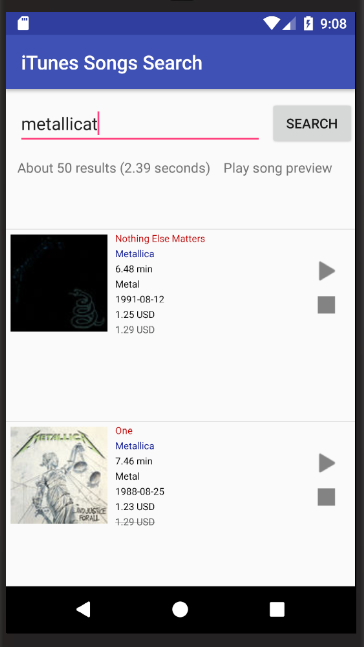 9:08
iTunes Songs Search
metallicat
SEARCH
About 50 results (2.39 seconds) Play song preview
Nothing Else Matters
Metallica
6.48 min
Metal
1991-08-12
1.25 USD
1.29 USD
One
Metallica
7.46 min
Metal
1988-08-25
1.23 USD
1.29 USD
METALLICA
...AND JUSTICE
FOR ALL